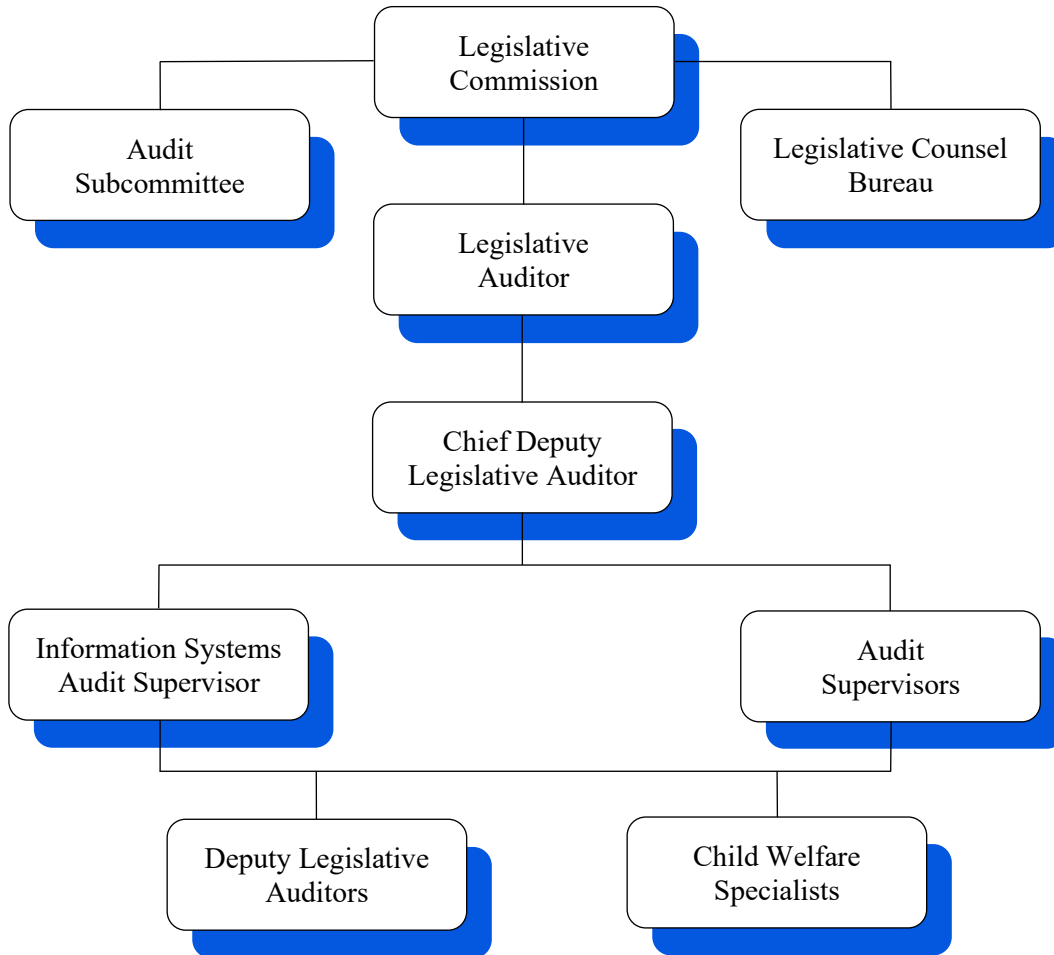 Legislative
Commission
Audit
Subcommittee
Legislative Counsel
Bureau
Legislative
Auditor
Chief Deputy
Legislative Auditor
Information Systems
Audit Supervisor
Audit
Supervisors
Deputy Legislative
Auditors
Child Welfare
Specialists